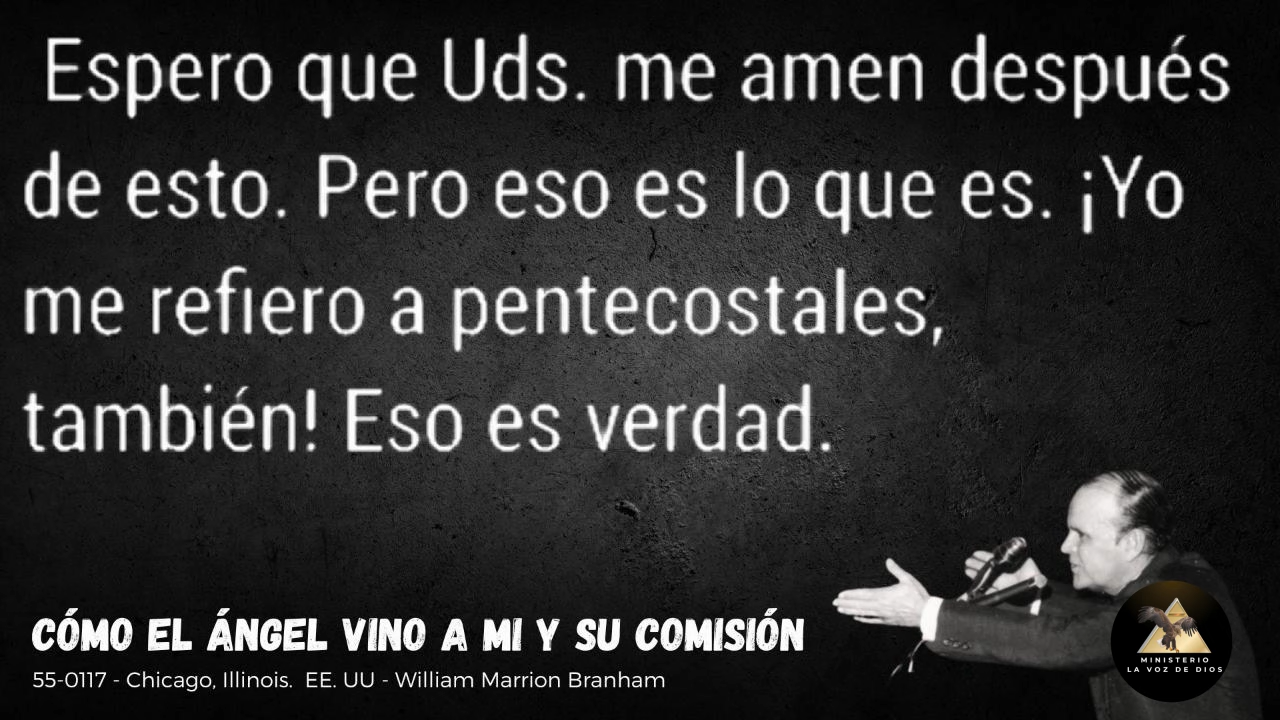 Espero que Uds. me amen después
de esto. Pero eso es lo que es. ¡Yo
me refiero a pentecostales,
también! Eso es verdad.
CÓMO EL ÁNGEL VINO A MI Y SU COMISIÓN
55-0117 - Chicago, Illinois. EE. UU - William Marrion Branham
MINISTERIO
LA VOZ DE DIOS